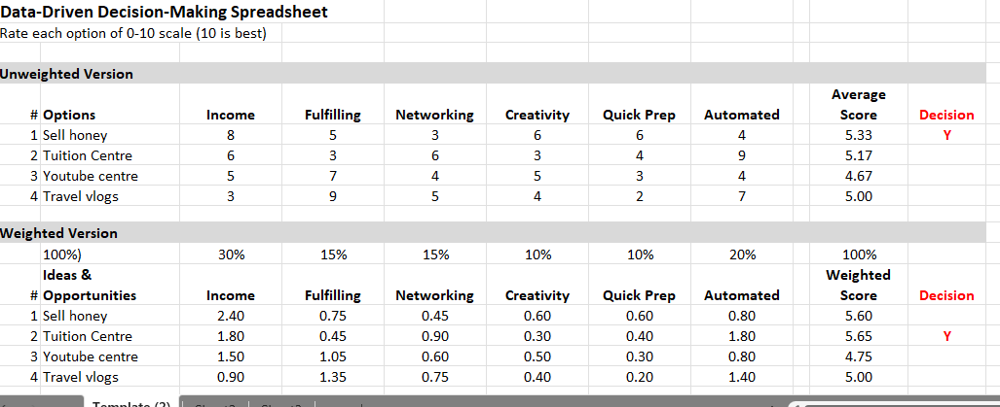 Data-Driven Decision-Making Spreadsheet
Rate each option of 0-10 scale (10 is best)
Unweighted Version
Average
# Options Income Fulfilling Networking Creativity Quick Prep Automated Score Decision
1 Sell honey 8 5 3 6 6 4 5.33 Y
2 Tuition Centre 6 3 6 3 4 9 5.17
3 Youtube centre 5 7 4 5 3 4 4.67
4 Travel vlogs 3 9 5 4 2 7 5.00
Weighted Version
100%) 30% 15% 15% 10% 10% 20% 100%
Ideas & Weighted
# Opportunities Income Fulfilling Networking Creativity Quick Prep Automated Score Decision
1 Sell honey 2.40 0.75 0.45 0.60 0.60 0.80 5.60
2 Tuition Centre 1.80 0.45 0.90 0.30 0.40 1.80 5.65 Y
3 Youtube centre 1.50 1.05 0.60 0.50 0.30 0.80 4.75
4 Travel vlogs 0.90 1.35 0.75 0.40 0.20 1.40 5.00
Template (2)